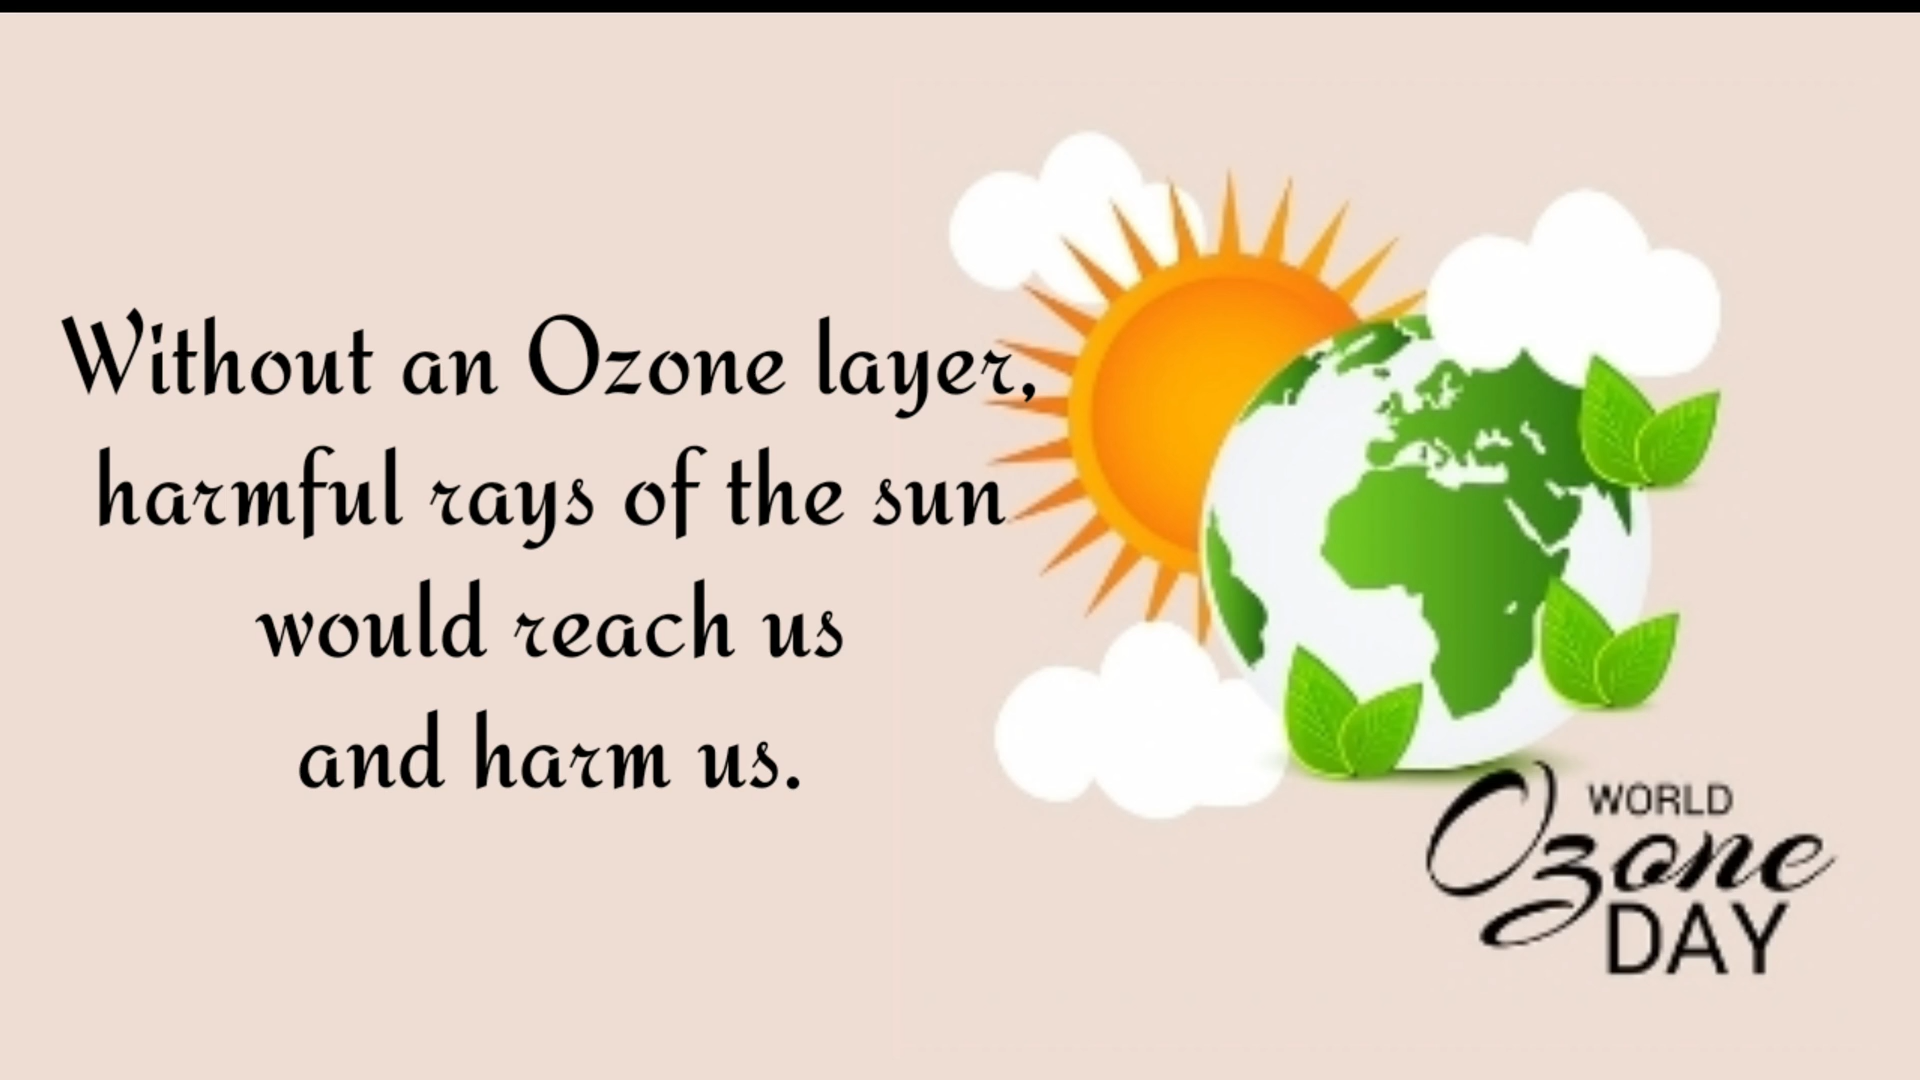 Without an Ozone layer,
harmful rays of the sun
would reach us
and harm us.
WORLD
Ozone
DAY